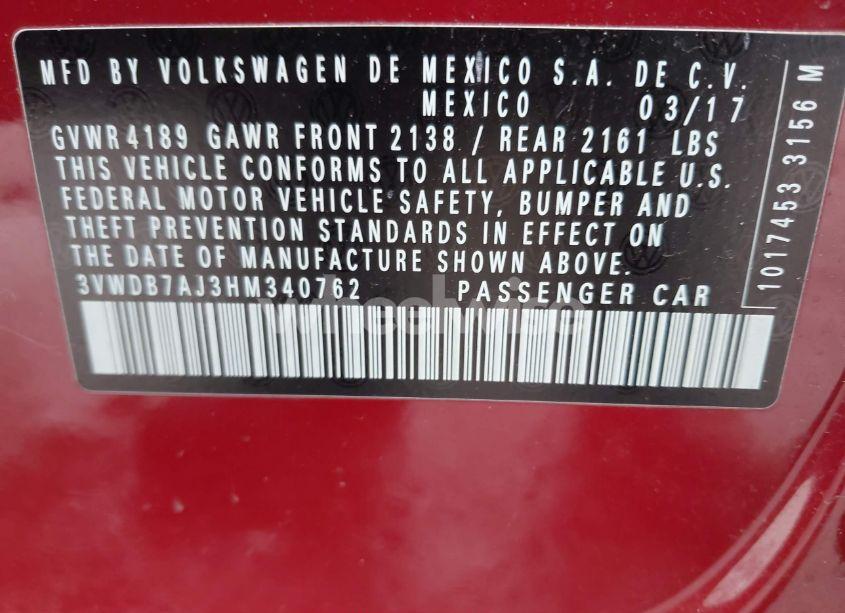 MFD BY VOLKSWAGEN DE MEXICO S.A. DE C.V.
MEXICO 03/17
GVWR 4189 GAWR FRONT 2138 / REAR 2161 LBS
THIS VEHICLE CONFORMS TO ALL APPLICABLE U.S.
FEDERAL MOTOR VEHICLE SAFETY, BUMPER AND
THEFT PREVENTION STANDARDS IN EFFECT ON
THE DATE OF MANUFACTURE SHOWN ABOVE.
3VWDB7AJ3HM340762 PASSENGER CAR
1017453 3156 M
wheelwise